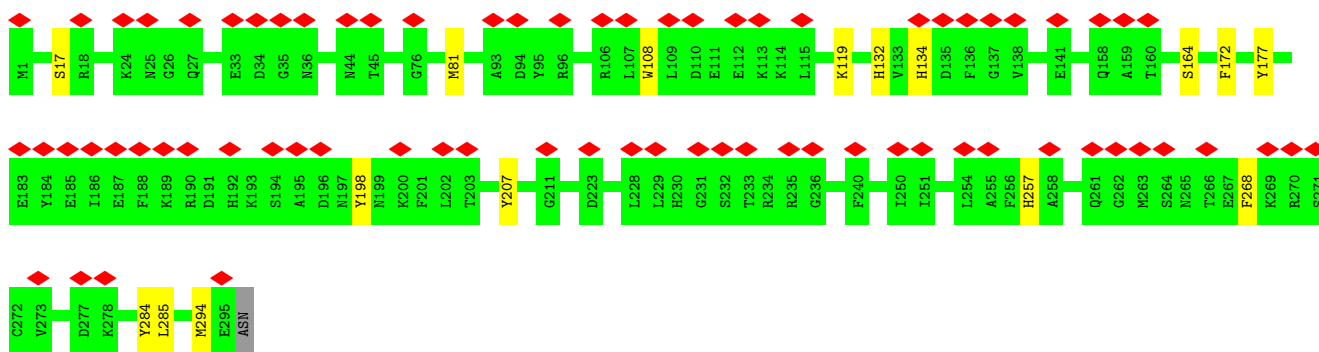 M1 S17 R18 K24 N25 G26 Q27 E33 D34 G35 N36 N44 T45 G76 M81 A93 D94 Y95 R96 R106 L107 W108 L109 D110 E111 E112 K113 K114 L115 K119 H132 V133 H134 D135 F136 G137 V138 E141 Q158 A159 T160 S164 F172 Y177
E183 Y184 E185 I186 E187 F188 K189 R190 D191 H192 K193 S194 A195 D196 N197 Y198 N199 K200 F201 L202 T203 Y207 G211 D223 L228 L229 H230 G231 S232 T233 R234 R235 G236 F240 I250 I251 L254 A255 F256 H257 A258 Q261 G262 M263 S264 N265 T266 E267 F268 K269 R270 S271
C272 V273 D277 K278 Y284 L285 M294 E295 ASN